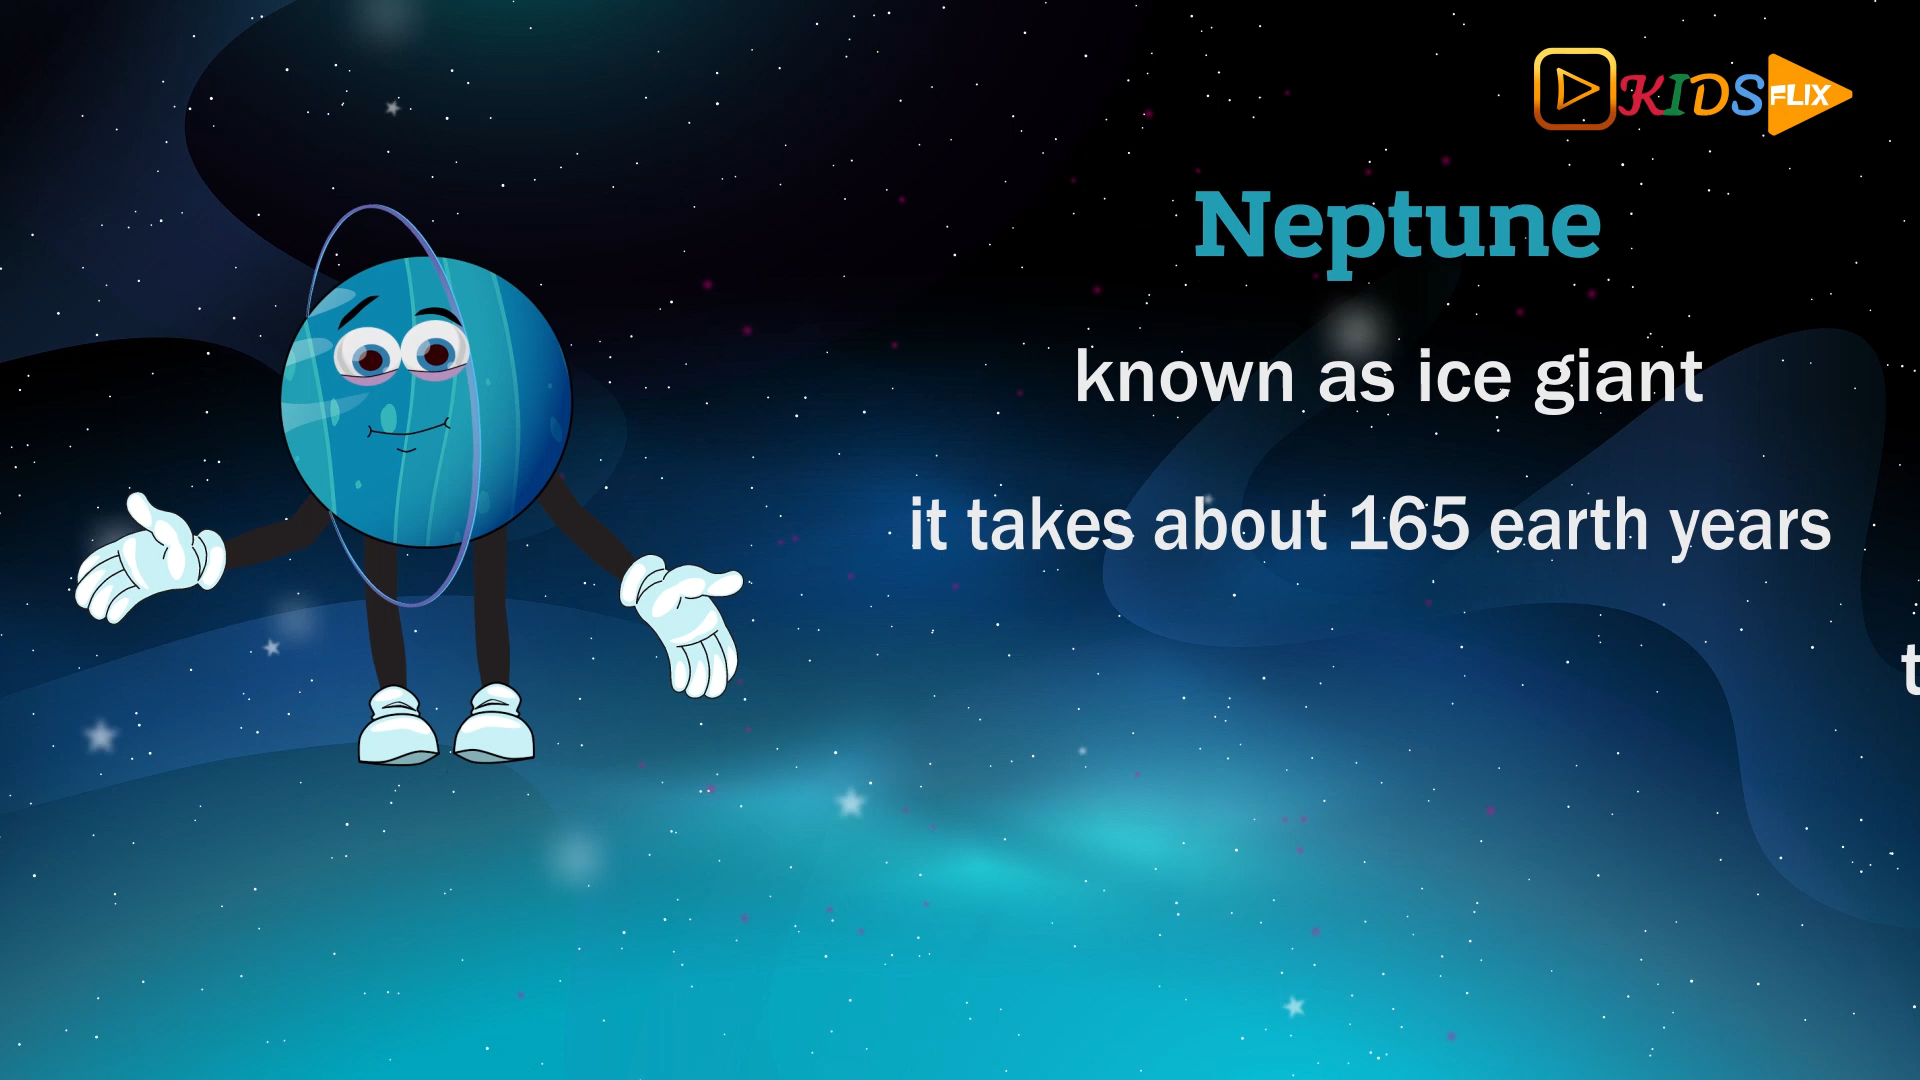 KIDS FLIX
Neptune
known as ice giant
it takes about 165 earth years
t